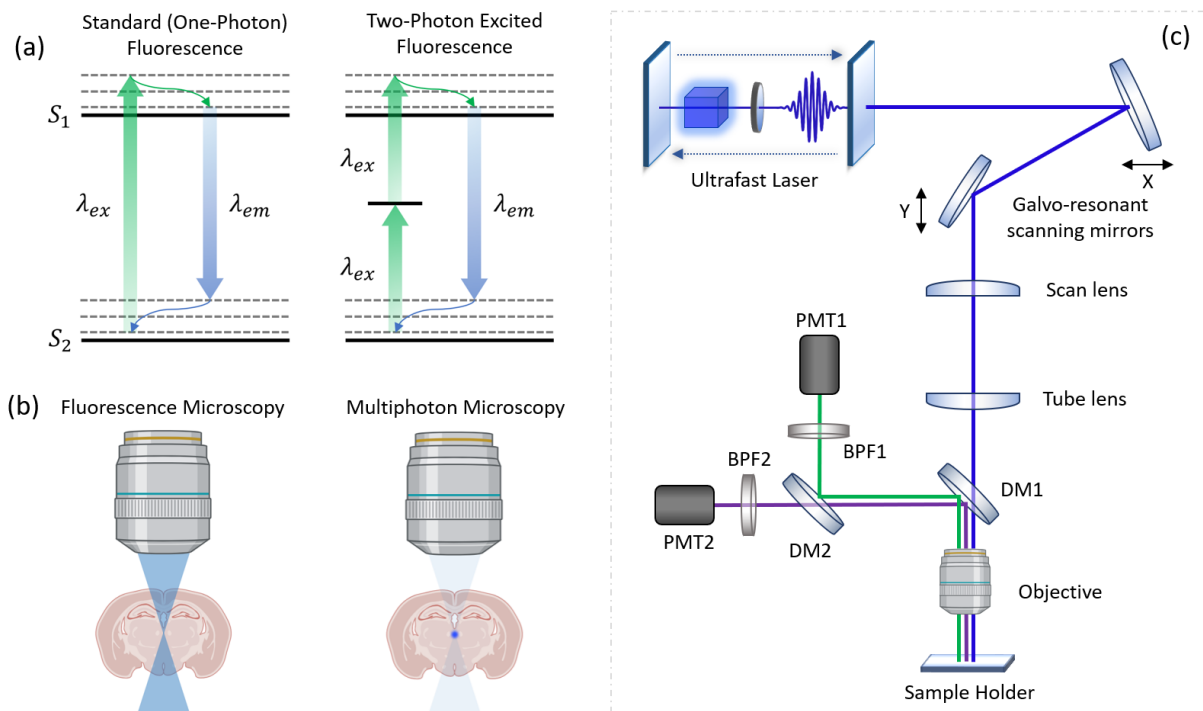 (a)
Standard (One-Photon)
Fluorescence
Two-Photon Excited
Fluorescence
S₁
λₑₓ
λₑₘ
λₑₓ
λₑₓ
λₑₘ
S₂
(b)
Fluorescence Microscopy
Multiphoton Microscopy
(c)
Ultrafast Laser
X
Y
Galvo-resonant
scanning mirrors
Scan lens
PMT1
Tube lens
BPF1
BPF2
DM1
PMT2
DM2
Objective
Sample Holder